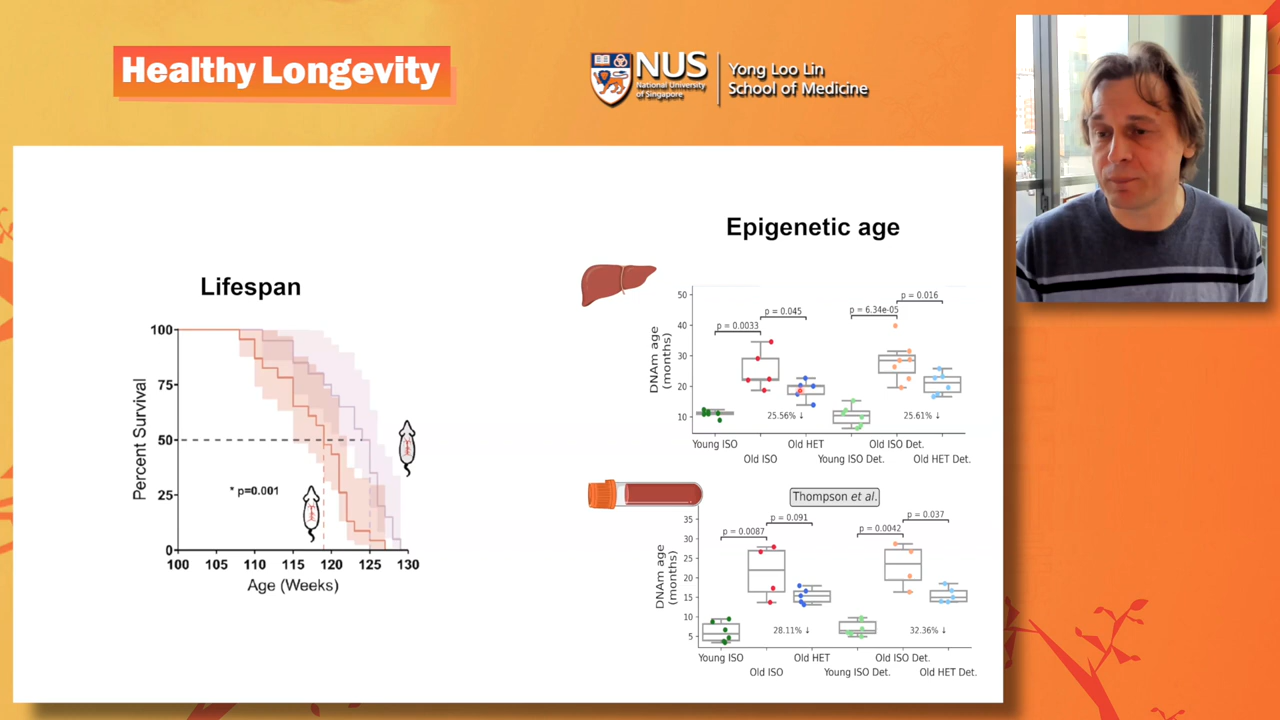 Healthy Longevity
NUS
National University
of Singapore
Yong Loo Lin
School of Medicine
Lifespan
100
75
50
25
0
Percent Survival
* p=0.001
100 105 110 115 120 125 130
Age (Weeks)
Epigenetic age
50
40
30
20
10
DNAm age
(months)
p = 0.0033
p = 0.045
p = 6.34e-05
p = 0.016
25.56% ↓
25.61% ↓
Young ISO
Old ISO
Old HET
Young ISO Det.
Old ISO Det.
Old HET Det.
Thompson et al.
35
30
25
20
15
10
5
DNAm age
(months)
p = 0.0087
p = 0.091
p = 0.0042
p = 0.037
28.11% ↓
32.36% ↓
Young ISO
Old ISO
Old HET
Young ISO Det.
Old ISO Det.
Old HET Det.